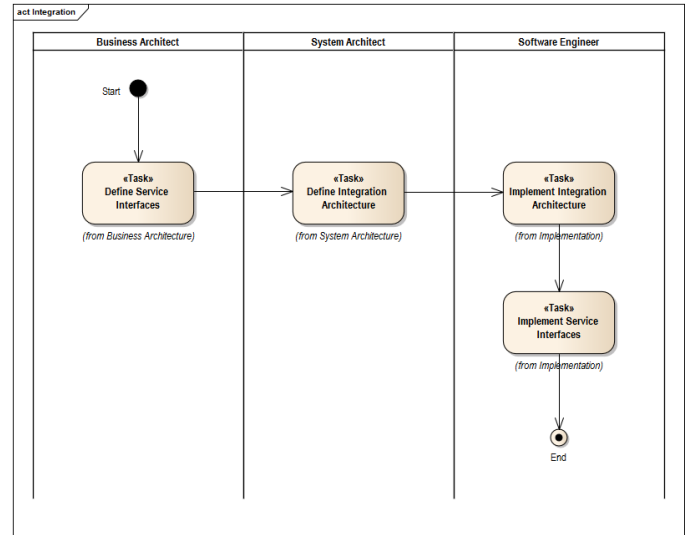 act Integration
Business Architect
System Architect
Software Engineer
Start
«Task»
Define Service
Interfaces
(from Business Architecture)
«Task»
Define Integration
Architecture
(from System Architecture)
«Task»
Implement Integration
Architecture
(from Implementation)
«Task»
Implement Service
Interfaces
(from Implementation)
End